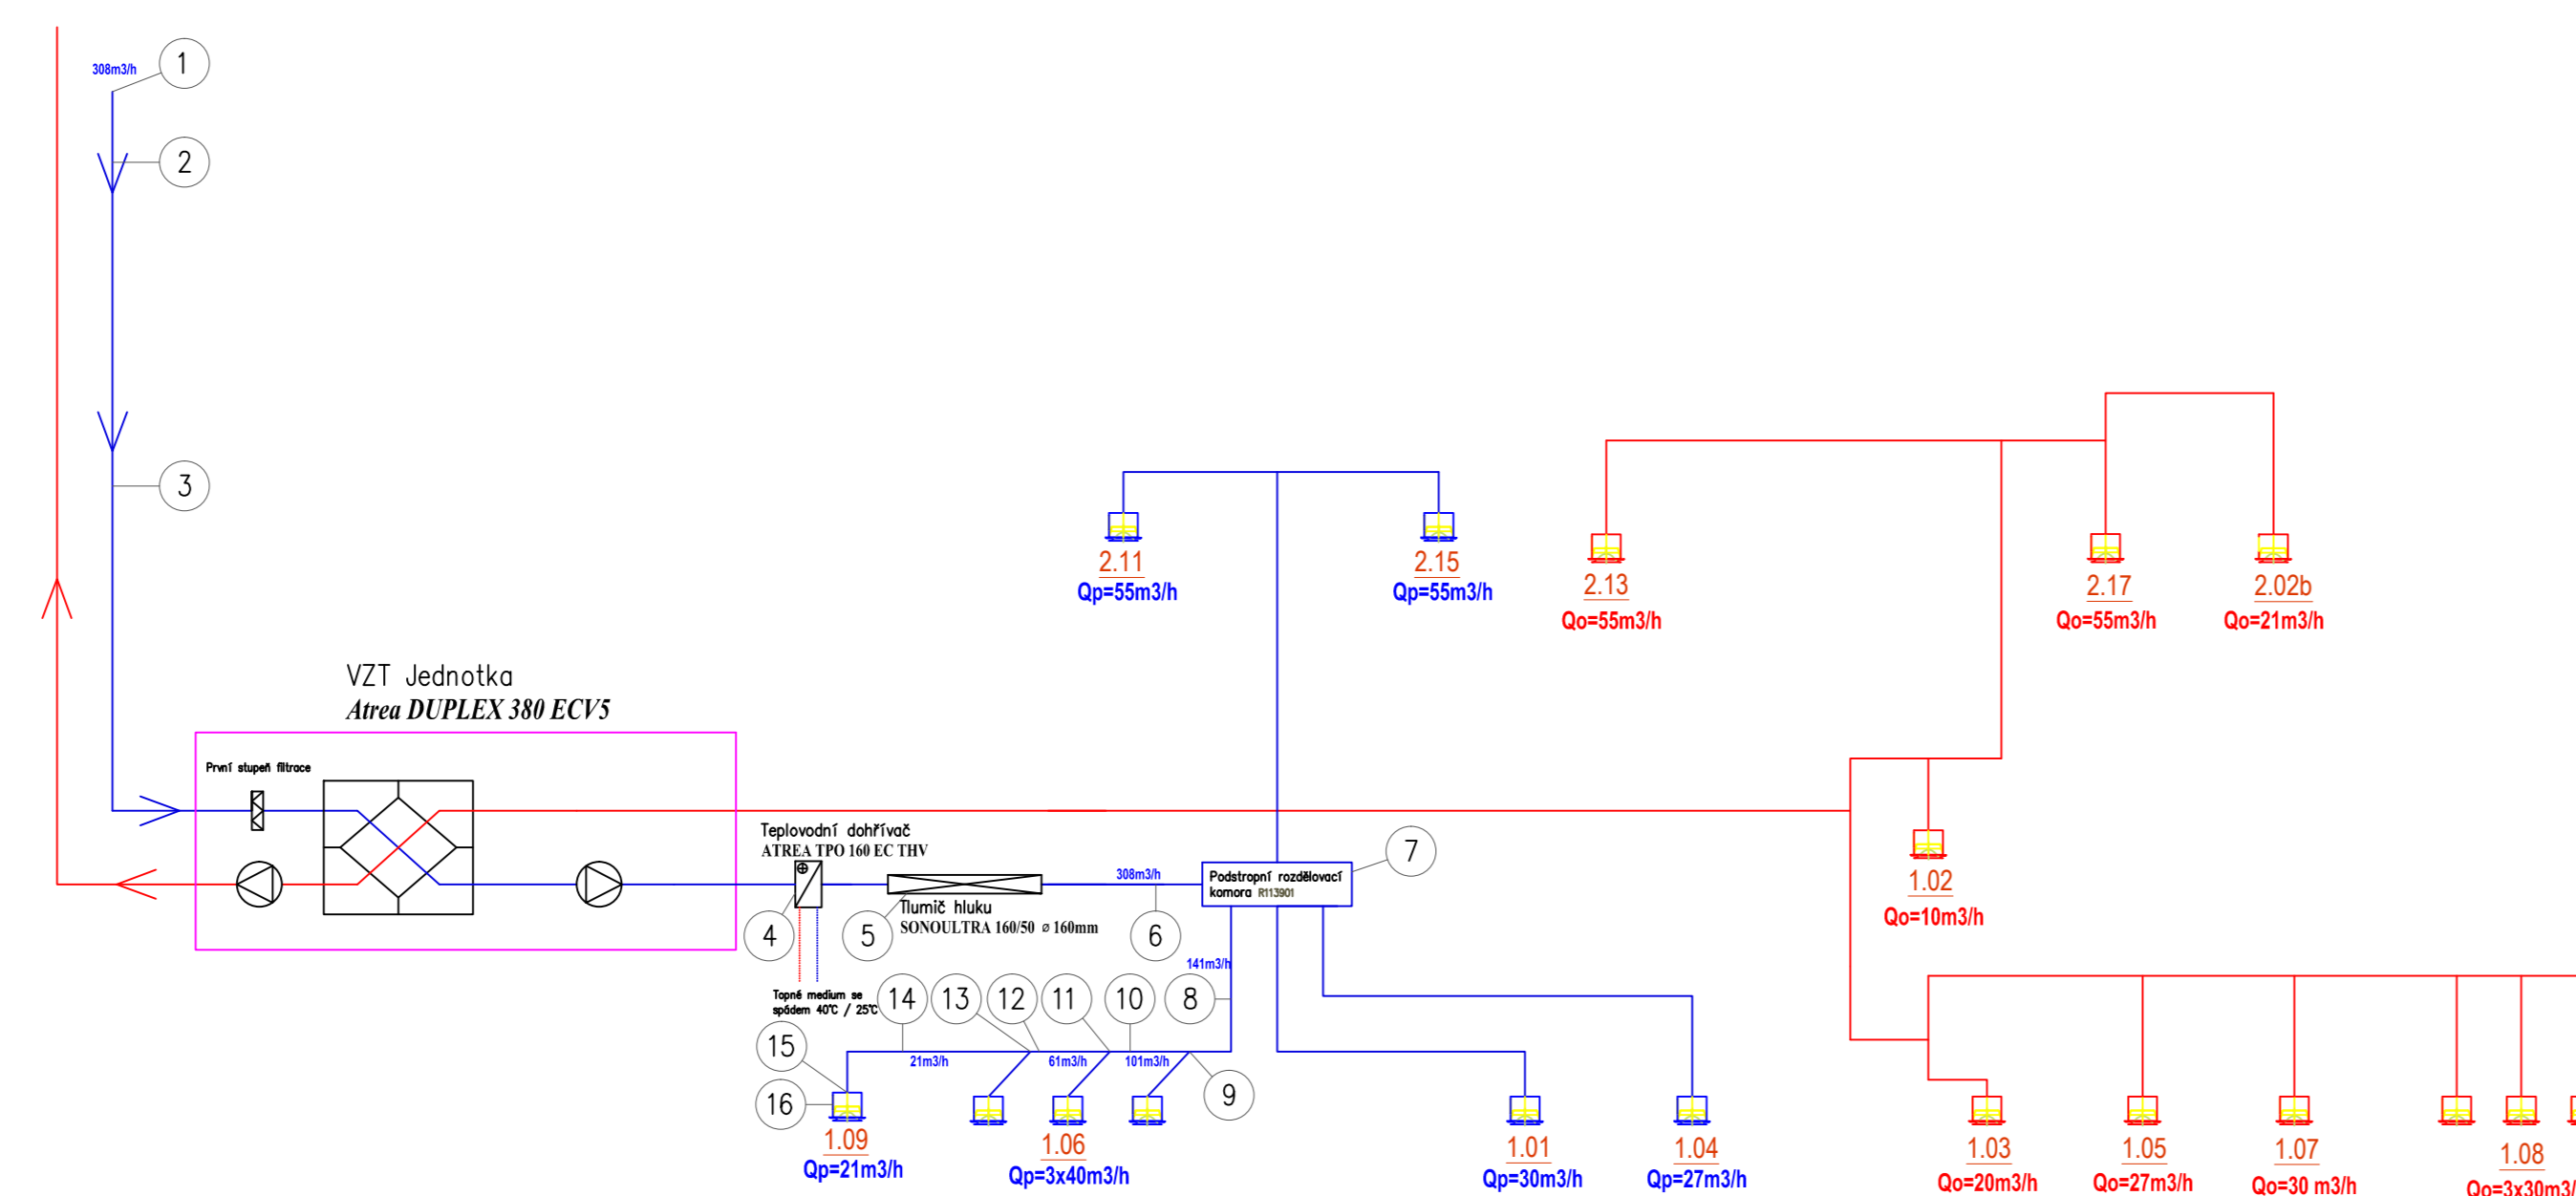 308m3/h
1
2
3
2.11
Qp=55m3/h
2.15
Qp=55m3/h
2.13
Qo=55m3/h
2.17
Qo=55m3/h
2.02b
Qo=21m3/h
VZT Jednotka
Atrea DUPLEX 380 ECV5
První stupeň filtrace
Teplovodní dohřívač
ATREA TPO 160 EC THV
308m3/h
Podstropní rozdělovací
komora R113901
7
1.02
Qo=10m3/h
4
5
Tlumič hluku
SONOULTRA 160/50 ⌀ 160mm
6
141m3/h
Topné medium se
spádem 40°C / 25°C
14
13
12
11
10
8
15
21m3/h
61m3/h
101m3/h
16
9
1.09
Qp=21m3/h
1.06
Qp=3x40m3/h
1.01
Qp=30m3/h
1.04
Qp=27m3/h
1.03
Qo=20m3/h
1.05
Qo=27m3/h
1.07
Qo=30 m3/h
1.08
Qo=3x30m3/